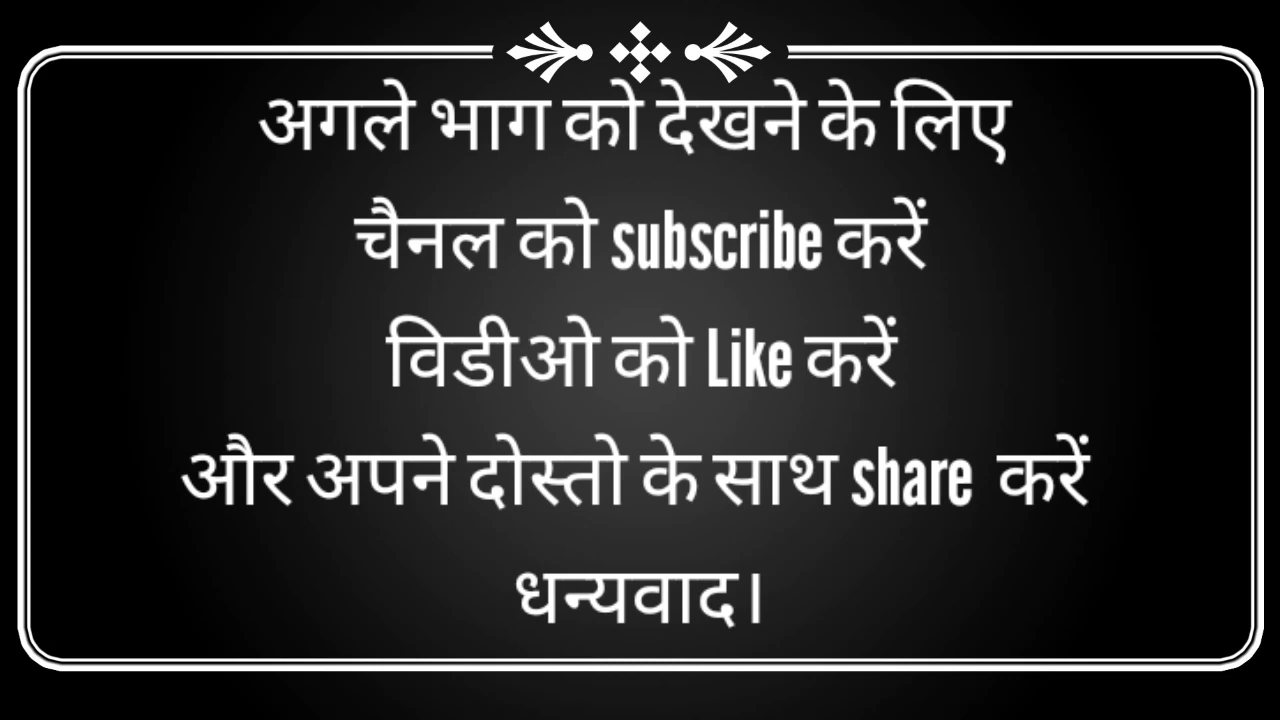 अगले भाग को देखने के लिए
चैनल को subscribe करें
विडीओ को Like करें
और अपने दोस्तो के साथ share करें
धन्यवाद।